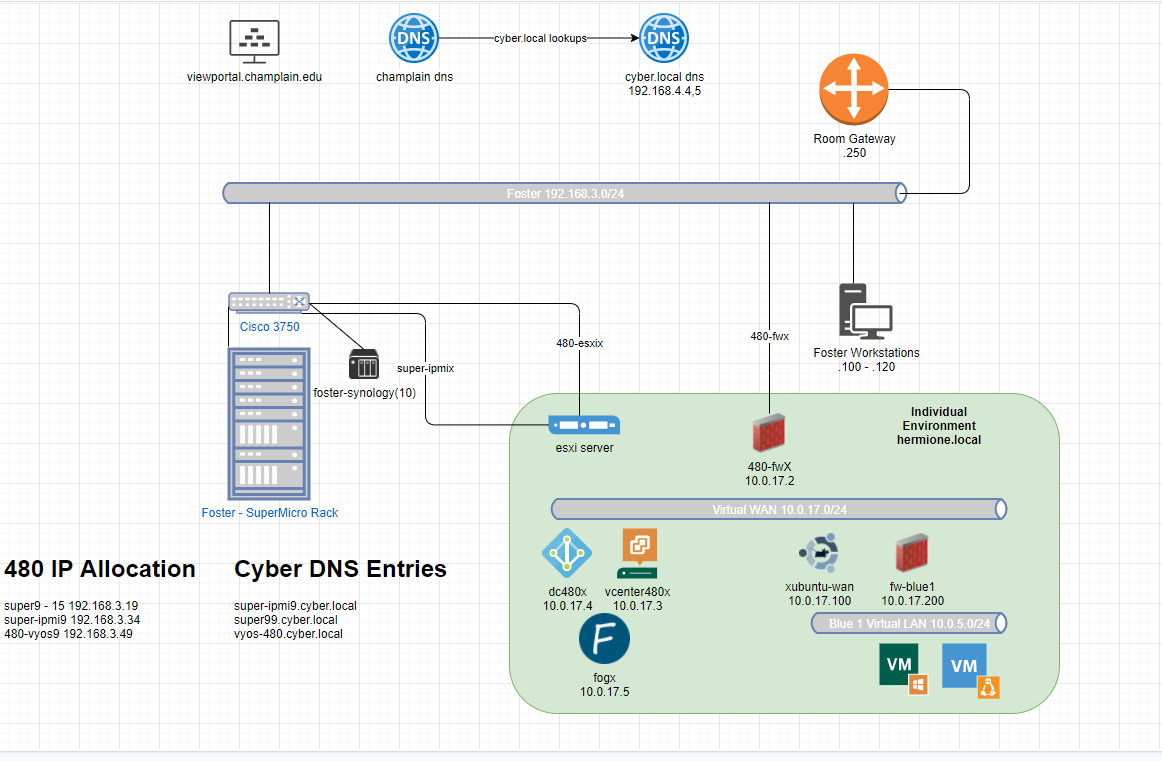 DNS
cyber.local lookups
DNS
viewportal.champlain.edu
champlain dns
cyber.local dns
192.168.4.4,5
Room Gateway
.250
Foster 192.168.3.0/24
Cisco 3750
480-esxix
480-fwx
super-ipmix
foster-synology(10)
Foster Workstations
.100 - .120
Individual
Environment
hermione.local
esxi server
480-fwX
10.0.17.2
Foster - SuperMicro Rack
Virtual WAN 10.0.17.0/24
dc480x
10.0.17.4
vcenter480x
10.0.17.3
xubuntu-wan
10.0.17.100
fw-blue1
10.0.17.200
F
fogx
10.0.17.5
Blue 1 Virtual LAN 10.0.5.0/24
VM
VM
480 IP Allocation
super9 - 15 192.168.3.19
super-ipmi9 192.168.3.34
480-vyos9 192.168.3.49
Cyber DNS Entries
super-ipmi9.cyber.local
super99.cyber.local
vyos-480.cyber.local